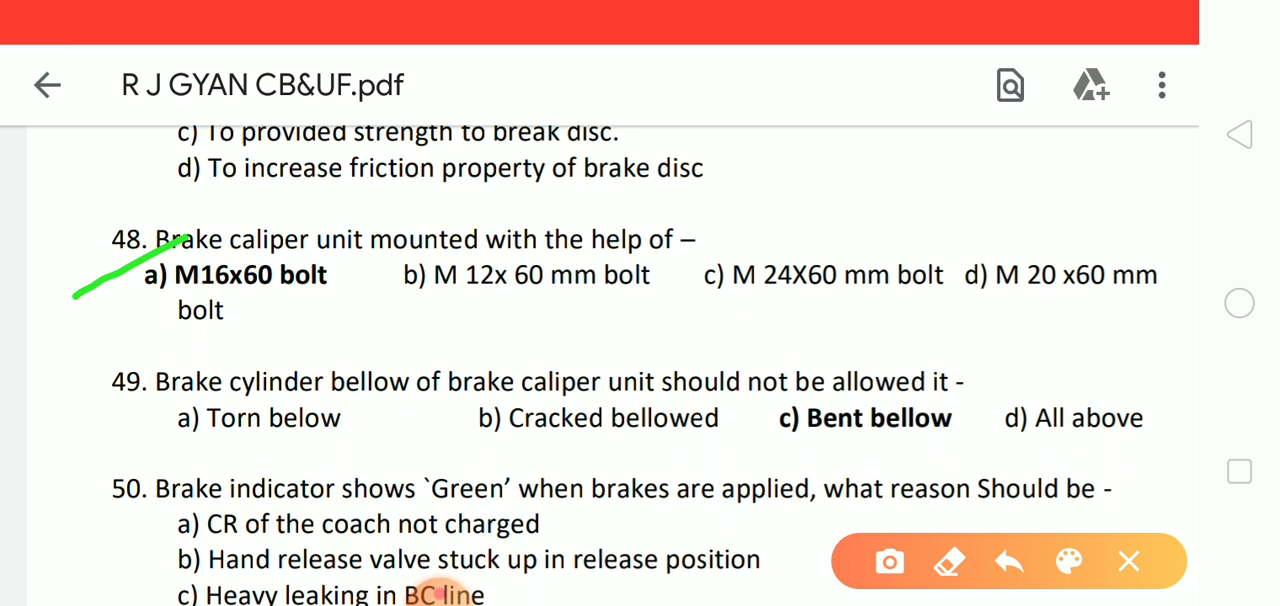 R J GYAN CB&UF.pdf
c) To provided strength to break disc.
d) To increase friction property of brake disc
48. Brake caliper unit mounted with the help of –
a) M16x60 bolt b) M 12x 60 mm bolt c) M 24X60 mm bolt d) M 20 x60 mm
bolt
49. Brake cylinder bellow of brake caliper unit should not be allowed it -
a) Torn below b) Cracked bellowed c) Bent bellow d) All above
50. Brake indicator shows `Green’ when brakes are applied, what reason Should be -
a) CR of the coach not charged
b) Hand release valve stuck up in release position
c) Heavy leaking in BC line